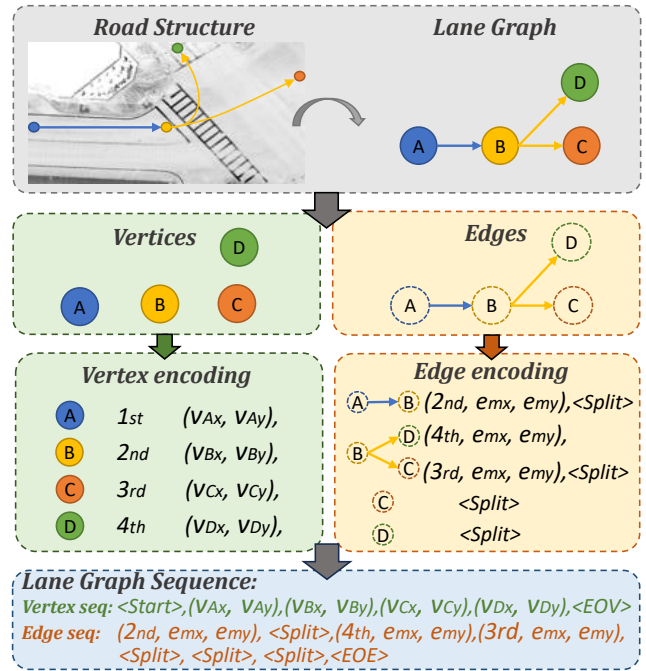 Road Structure
Lane Graph
A
B
C
D
Vertices
A
B
C
D
Edges
A
B
C
D
Vertex encoding
A 1st (vAx, vAy),
B 2nd (vBx, vBy),
C 3rd (vCx, vCy),
D 4th (vDx, vDy),
Edge encoding
A B (2nd, emx, emy),<Split>
B D (4th, emx, emy),
C (3rd, emx, emy),<Split>
C <Split>
D <Split>
Lane Graph Sequence:
Vertex seq: <Start>,(vAx, vAy),(vBx, vBy),(vCx, vCy),(vDx, vDy),<EOV>
Edge seq: (2nd, emx, emy), <Split>,(4th, emx, emy),(3rd, emx, emy),
<Split>, <Split>, <Split>,<EOE>